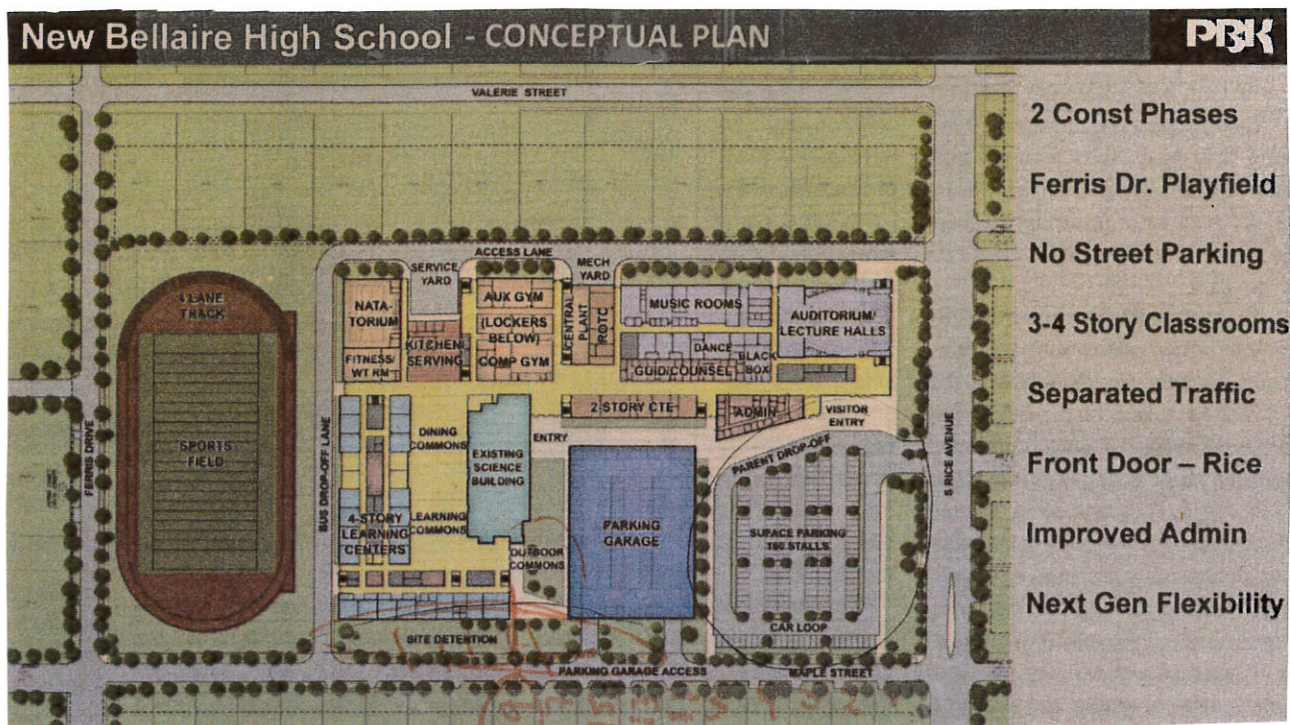 New Bellaire High School - CONCEPTUAL PLAN
PBK
VALERIE STREET
2 Const Phases
Ferris Dr. Playfield
No Street Parking
3-4 Story Classrooms
Separated Traffic
Front Door – Rice
Improved Admin
Next Gen Flexibility
ACCESS LANE
SERVICE
YARD
MECH
YARD
4 LANE
TRACK
NATA-
TORIUM
AUX GYM
(LOCKERS
BELOW)
COMP GYM
CENTRAL
PLANT
ROTC
MUSIC ROOMS
AUDITORIUM/
LECTURE HALLS
KITCHEN/
SERVING
FITNESS/
WT RM
DANCE
BLACK
BOX
GUID/COUNSEL
2-STORY CTE
ADMIN
VISITOR
ENTRY
ENTRY
DINING
COMMONS
EXISTING
SCIENCE
BUILDING
PARENT DROP-OFF
SPORTS
FIELD
FERRIS DRIVE
BUS DROP-OFF LANE
S RICE AVENUE
4-STORY
LEARNING
CENTERS
LEARNING
COMMONS
OUTDOOR
COMMONS
PARKING
GARAGE
SUFACE PARKING
160 STALLS
CAR LOOP
SITE DETENTION
PARKING GARAGE ACCESS
MAPLE STREET